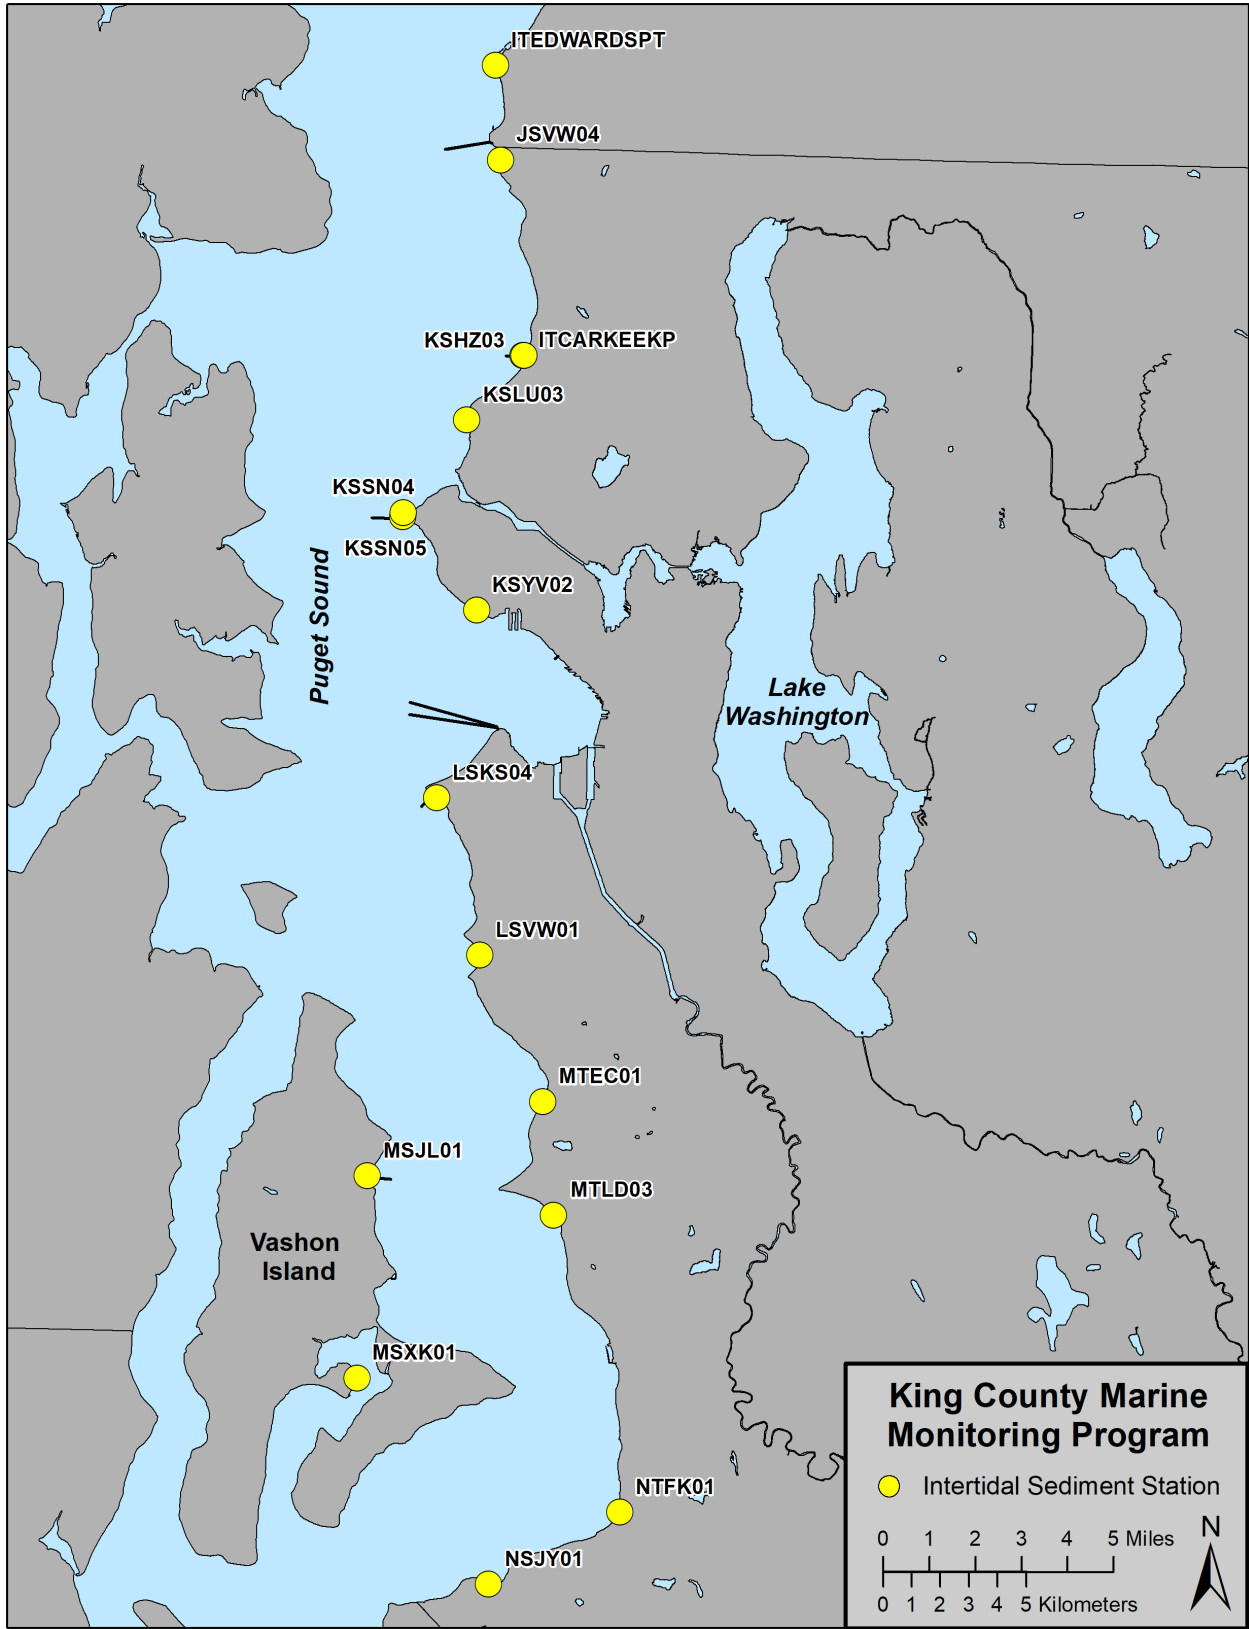 ITEDWARDSPT
JSVW04
KSHZ03
ITCARKEEKP
KSLU03
KSSN04
KSSN05
KSYV02
Puget Sound
Lake
Washington
LSKS04
LSVW01
MTEC01
MSJL01
MTLD03
Vashon
Island
MSXK01
NTFK01
NSJY01
King County Marine
Monitoring Program
Intertidal Sediment Station
N
0 1 2 3 4 5 Miles
0 1 2 3 4 5 Kilometers